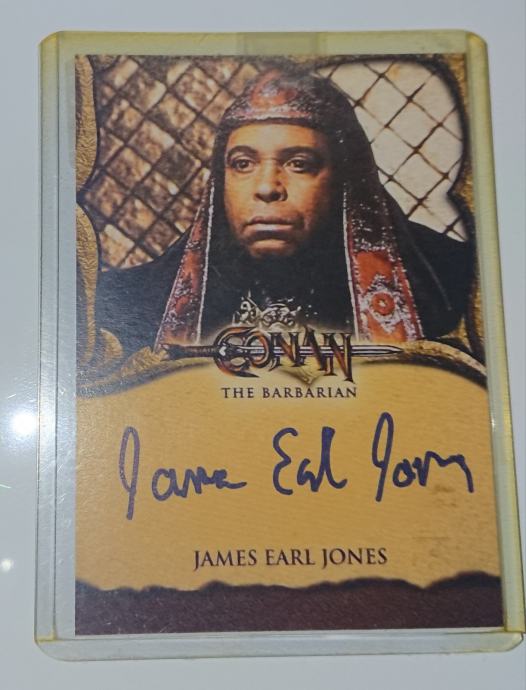 CONAN
THE BARBARIAN
James Earl Jones
JAMES EARL JONES